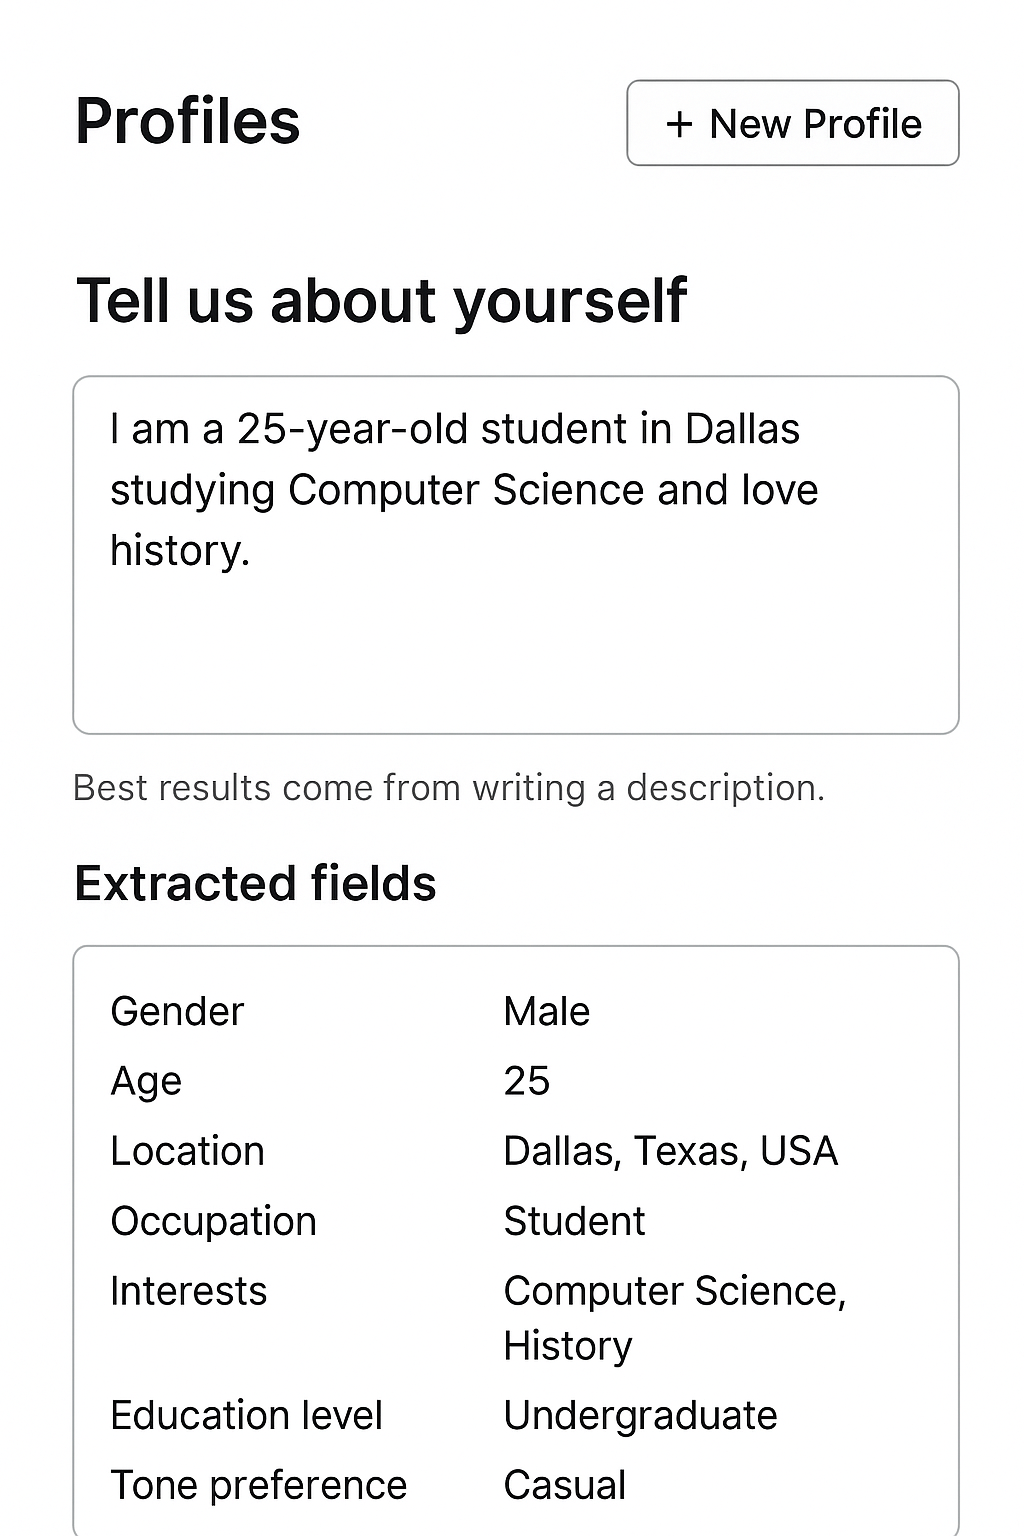 Profiles
+ New Profile
Tell us about yourself
I am a 25-year-old student in Dallas
studying Computer Science and love
history.
Best results come from writing a description.
Extracted fields
Gender Male
Age 25
Location Dallas, Texas, USA
Occupation Student
Interests Computer Science,
History
Education level Undergraduate
Tone preference Casual